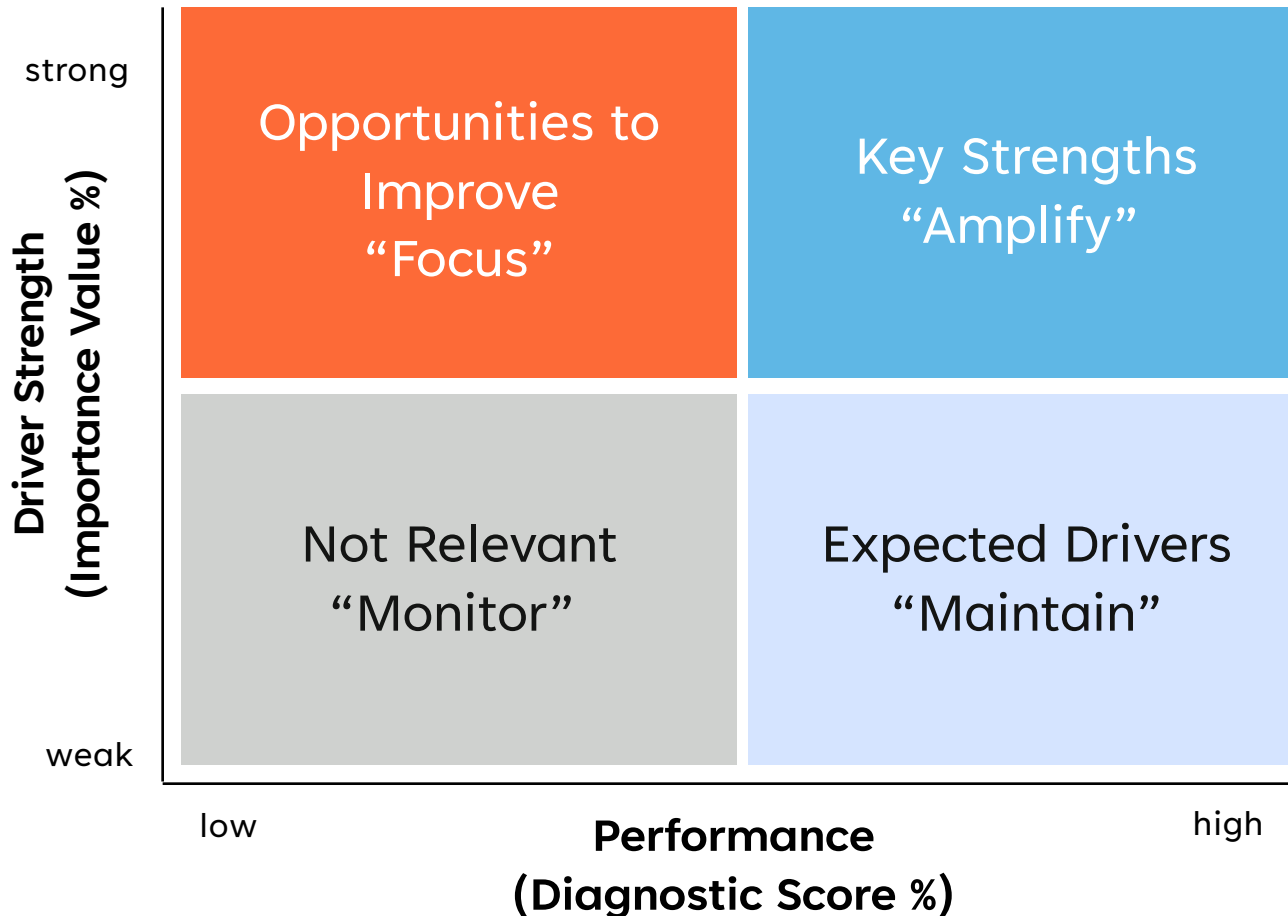 strong
Opportunities to
Improve
“Focus”
Key Strengths
“Amplify”
Driver Strength
(Importance Value %)
Not Relevant
“Monitor”
Expected Drivers
“Maintain”
weak
low
high
Performance
(Diagnostic Score %)